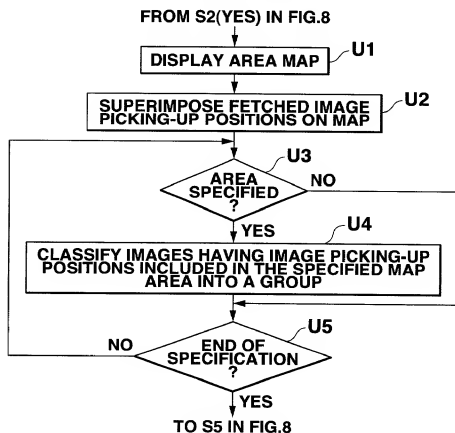 FROM S2(YES) IN FIG.8
U1
DISPLAY AREA MAP
U2
SUPERIMPOSE FETCHED IMAGE
PICKING-UP POSITIONS ON MAP
U3
AREA
SPECIFIED
?
NO
YES
U4
CLASSIFY IMAGES HAVING IMAGE PICKING-UP
POSITIONS INCLUDED IN THE SPECIFIED MAP
AREA INTO A GROUP
U5
NO
END OF
SPECIFICATION
?
YES
TO S5 IN FIG.8